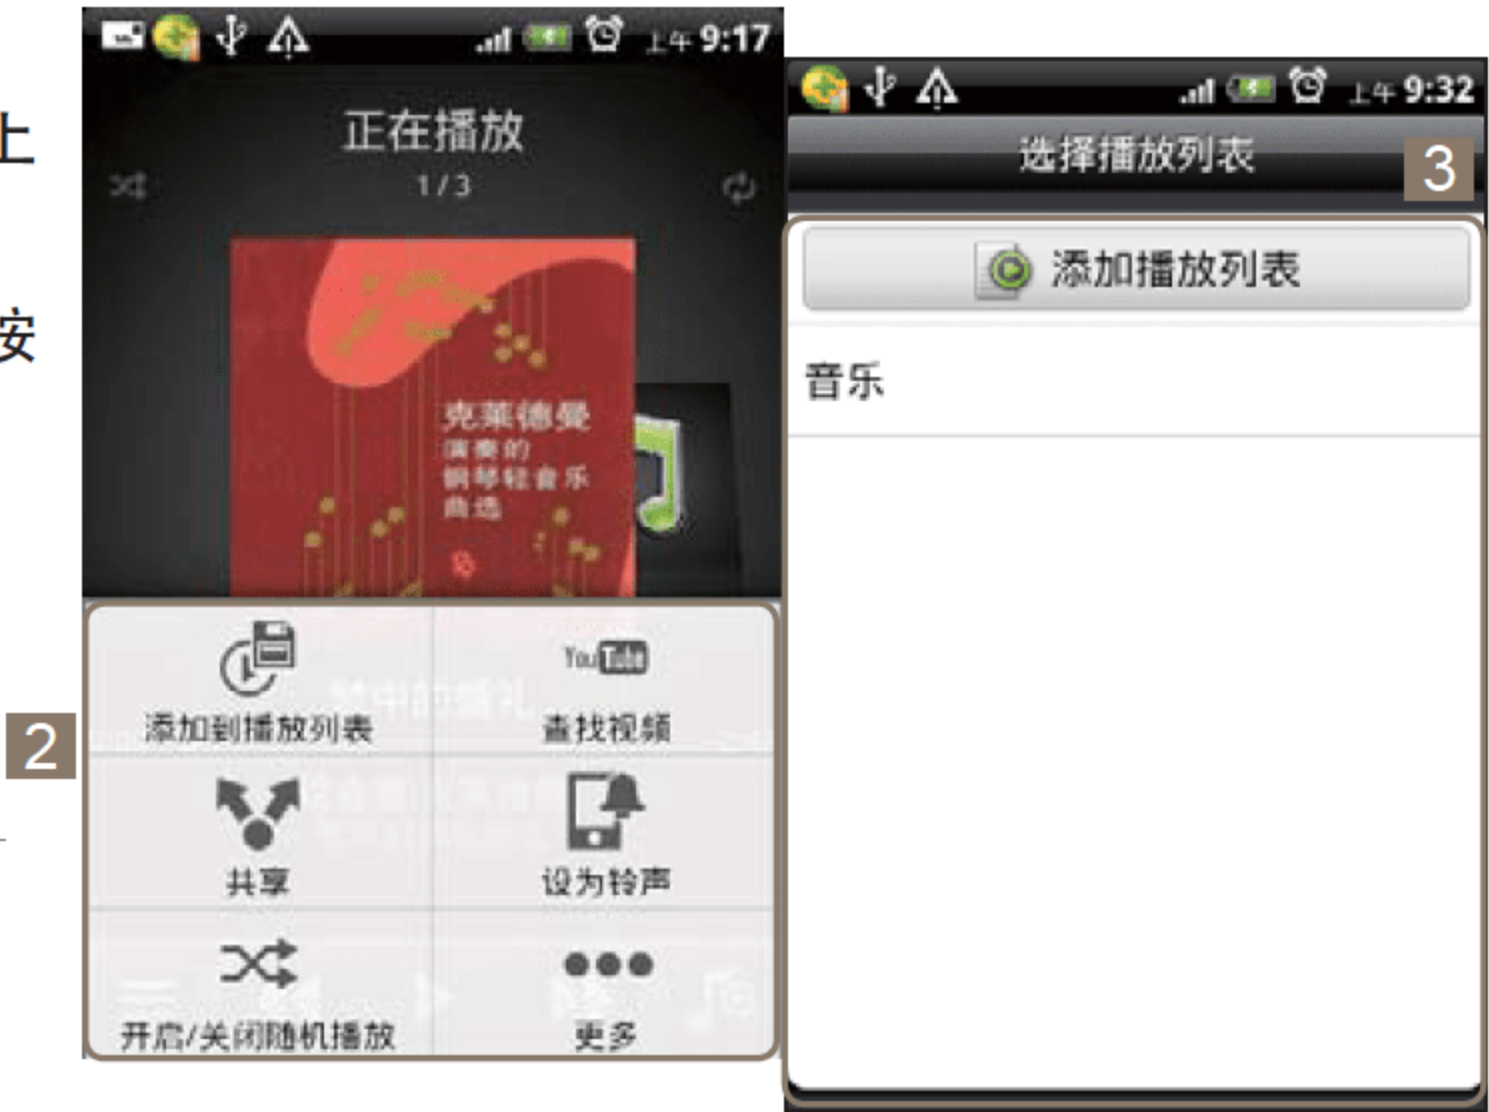 上
按
上午 9:17
正在播放
1 / 3
克莱德曼
演奏的
钢琴轻音乐
曲选
2
添加到播放列表
YouTube
查找视频
共享
设为铃声
开启/关闭随机播放
更多
上午 9:32
选择播放列表
3
添加播放列表
音乐